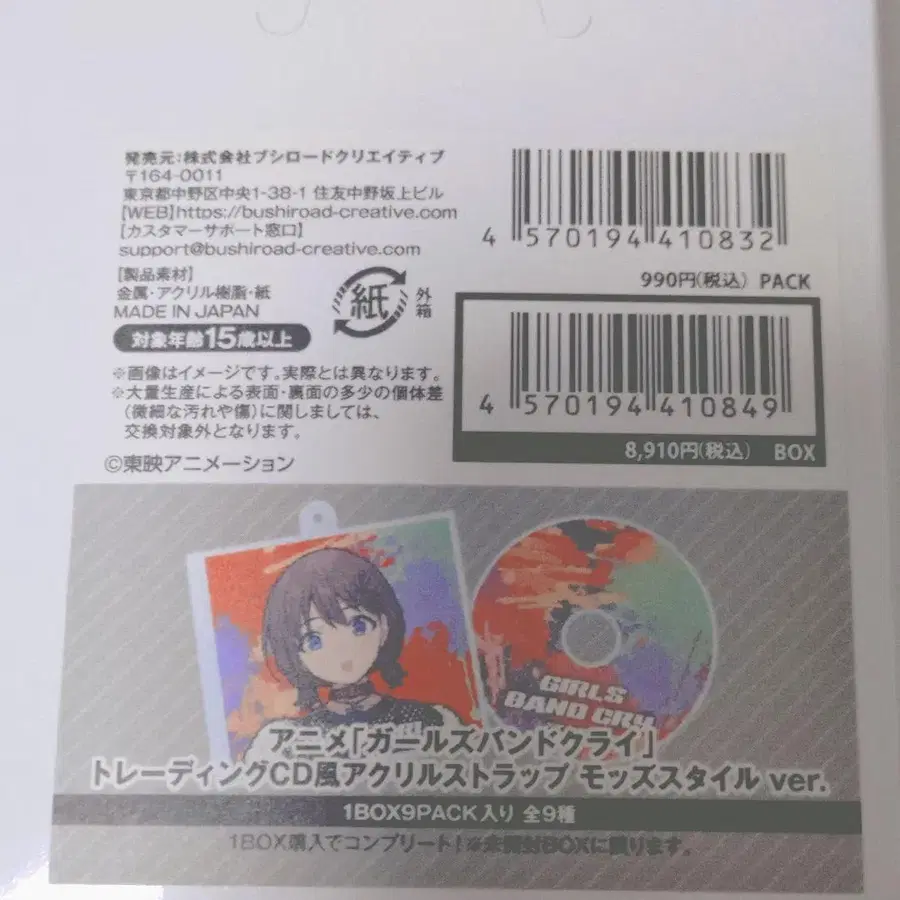 発売元:株式会社ブシロードクリエイティブ
〒164-0011
東京都中野区中央1-38-1 住友中野坂上ビル
【WEB】https://bushiroad-creative.com
【カスタマーサポート窓口】
support@bushiroad-creative.com
【製品素材】
金属・アクリル樹脂・紙
MADE IN JAPAN
対象年齢15歳以上
紙
外箱
※画像はイメージです。実際とは異なります。
※大量生産による表面・裏面の多少の個体差
(微細な汚れや傷)に関しましては、
交換対象外となります。
©東映アニメーション
4 570194 410832
990円(税込) PACK
4 570194 410849
8,910円(税込) BOX
GIRLS
BAND CRY
アニメ「ガールズバンドクライ」
トレーディングCD風アクリルストラップ モッズスタイル ver.
1BOX9PACK入り 全9種
1BOX購入でコンプリート!※未開封BOXに限ります。